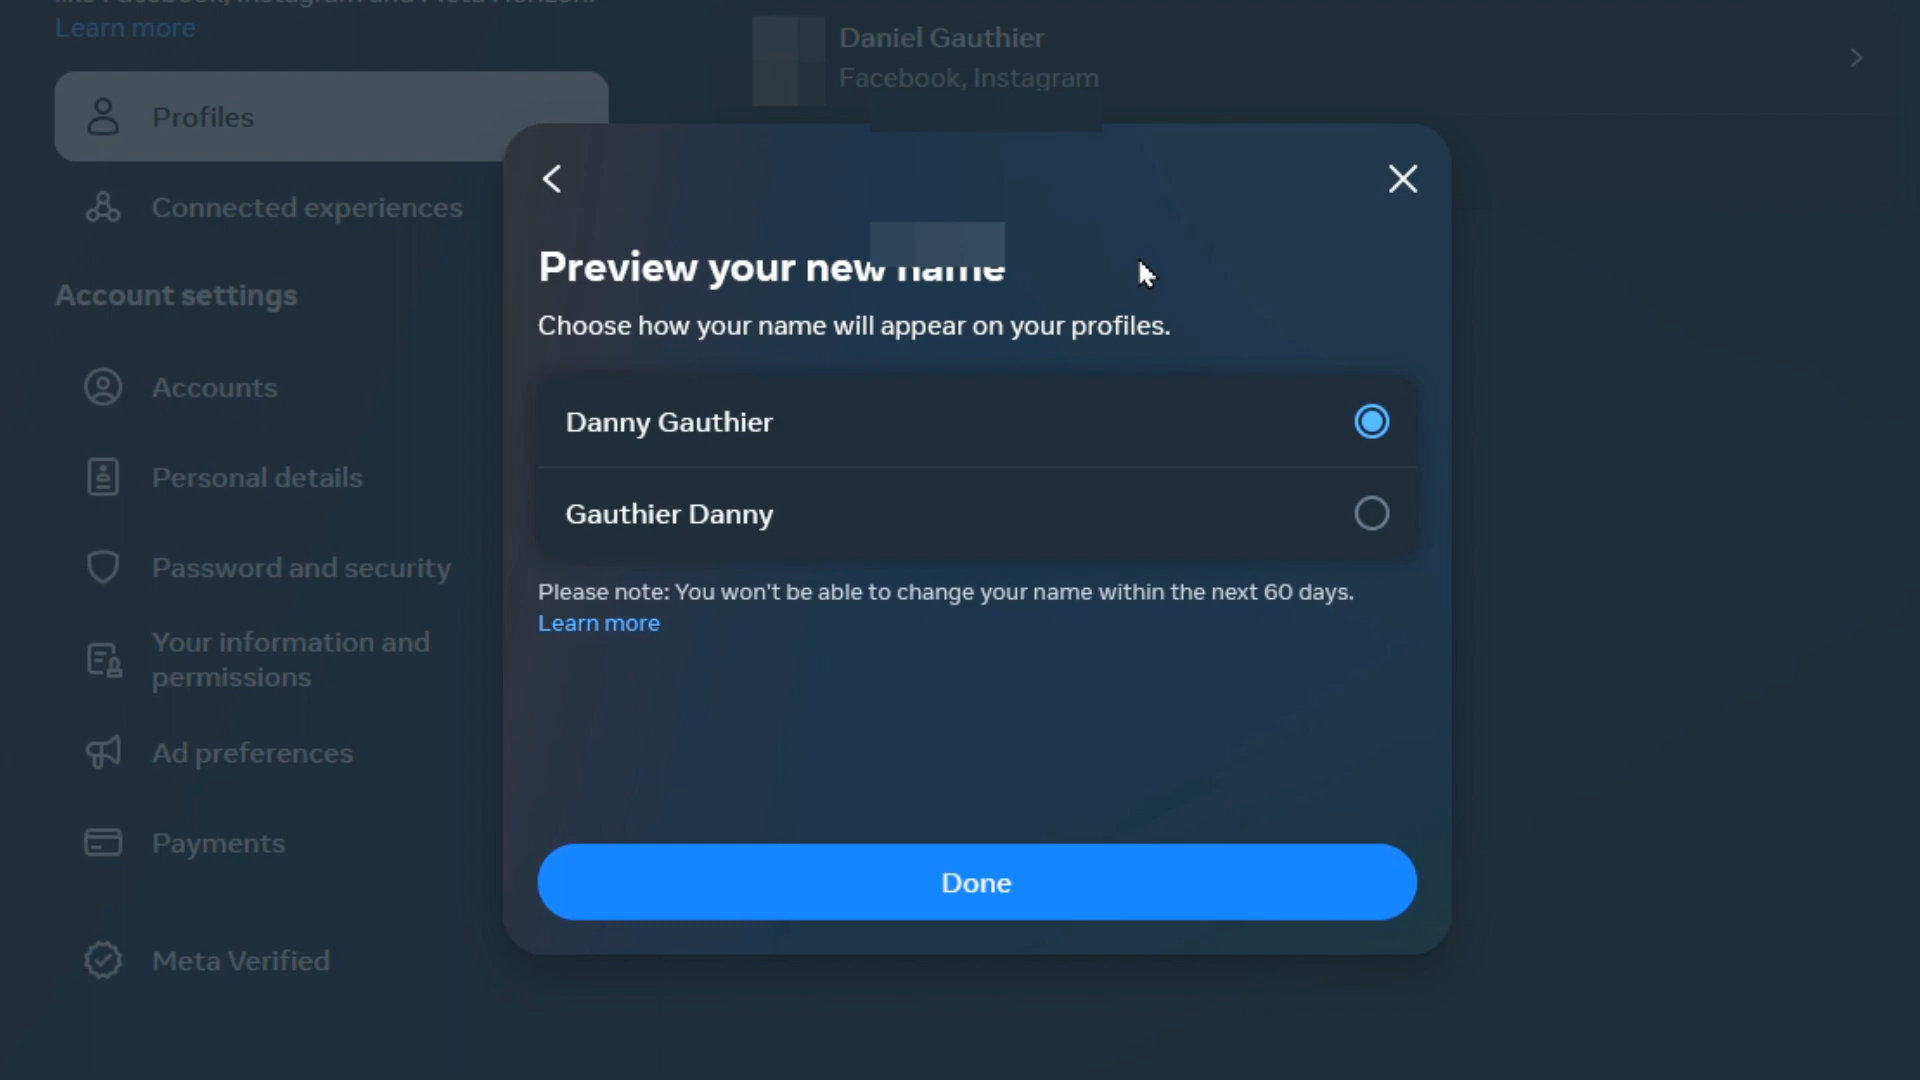 Learn more
Profiles
Connected experiences
Account settings
Accounts
Personal details
Password and security
Your information and
permissions
Ad preferences
Payments
Meta Verified
Daniel Gauthier
Facebook, Instagram
Preview your new name
Choose how your name will appear on your profiles.
Danny Gauthier
Gauthier Danny
Please note: You won't be able to change your name within the next 60 days.
Learn more
Done